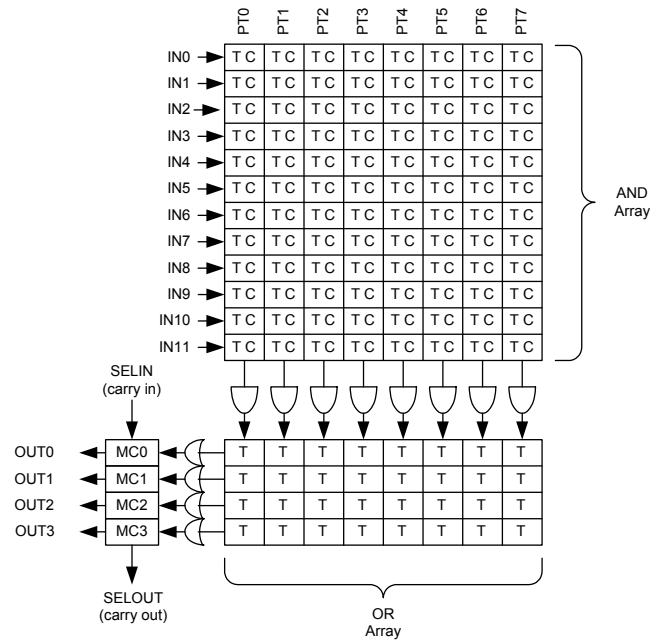 PT0 PT1 PT2 PT3 PT4 PT5 PT6 PT7
IN0 T C T C T C T C T C T C T C T C
IN1 T C T C T C T C T C T C T C T C
IN2 T C T C T C T C T C T C T C T C
IN3 T C T C T C T C T C T C T C T C
IN4 T C T C T C T C T C T C T C T C
IN5 T C T C T C T C T C T C T C T C
IN6 T C T C T C T C T C T C T C T C
IN7 T C T C T C T C T C T C T C T C
IN8 T C T C T C T C T C T C T C T C
IN9 T C T C T C T C T C T C T C T C
IN10 T C T C T C T C T C T C T C T C
IN11 T C T C T C T C T C T C T C T C
AND
Array
SELIN
(carry in)
OUT0 MC0 T T T T T T T T
OUT1 MC1 T T T T T T T T
OUT2 MC2 T T T T T T T T
OUT3 MC3 T T T T T T T T
SELOUT
(carry out)
OR
Array